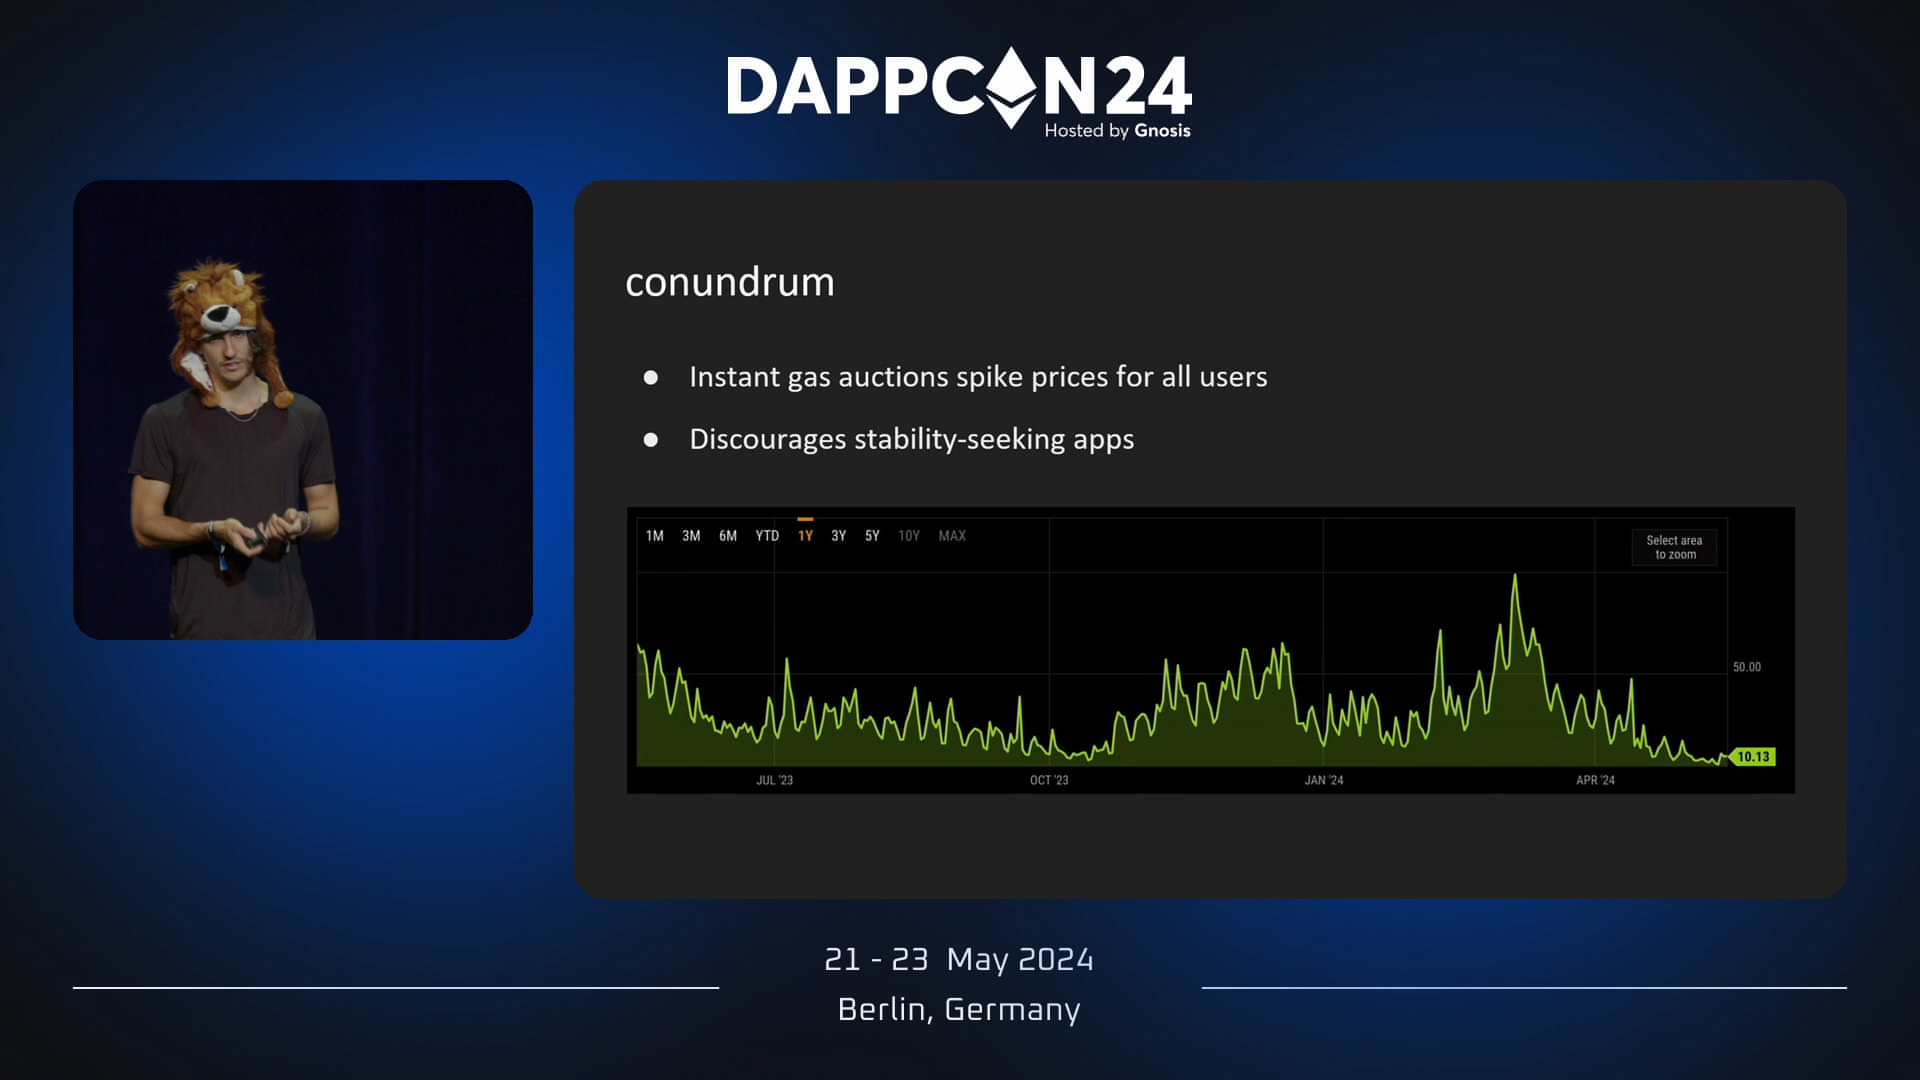 DAPPCON24
Hosted by Gnosis
conundrum
● Instant gas auctions spike prices for all users
● Discourages stability-seeking apps
1M 3M 6M YTD 1Y 3Y 5Y 10Y MAX
Select area
to zoom
50.00
10.13
JUL '23 OCT '23 JAN '24 APR '24
21 - 23 May 2024
Berlin, Germany